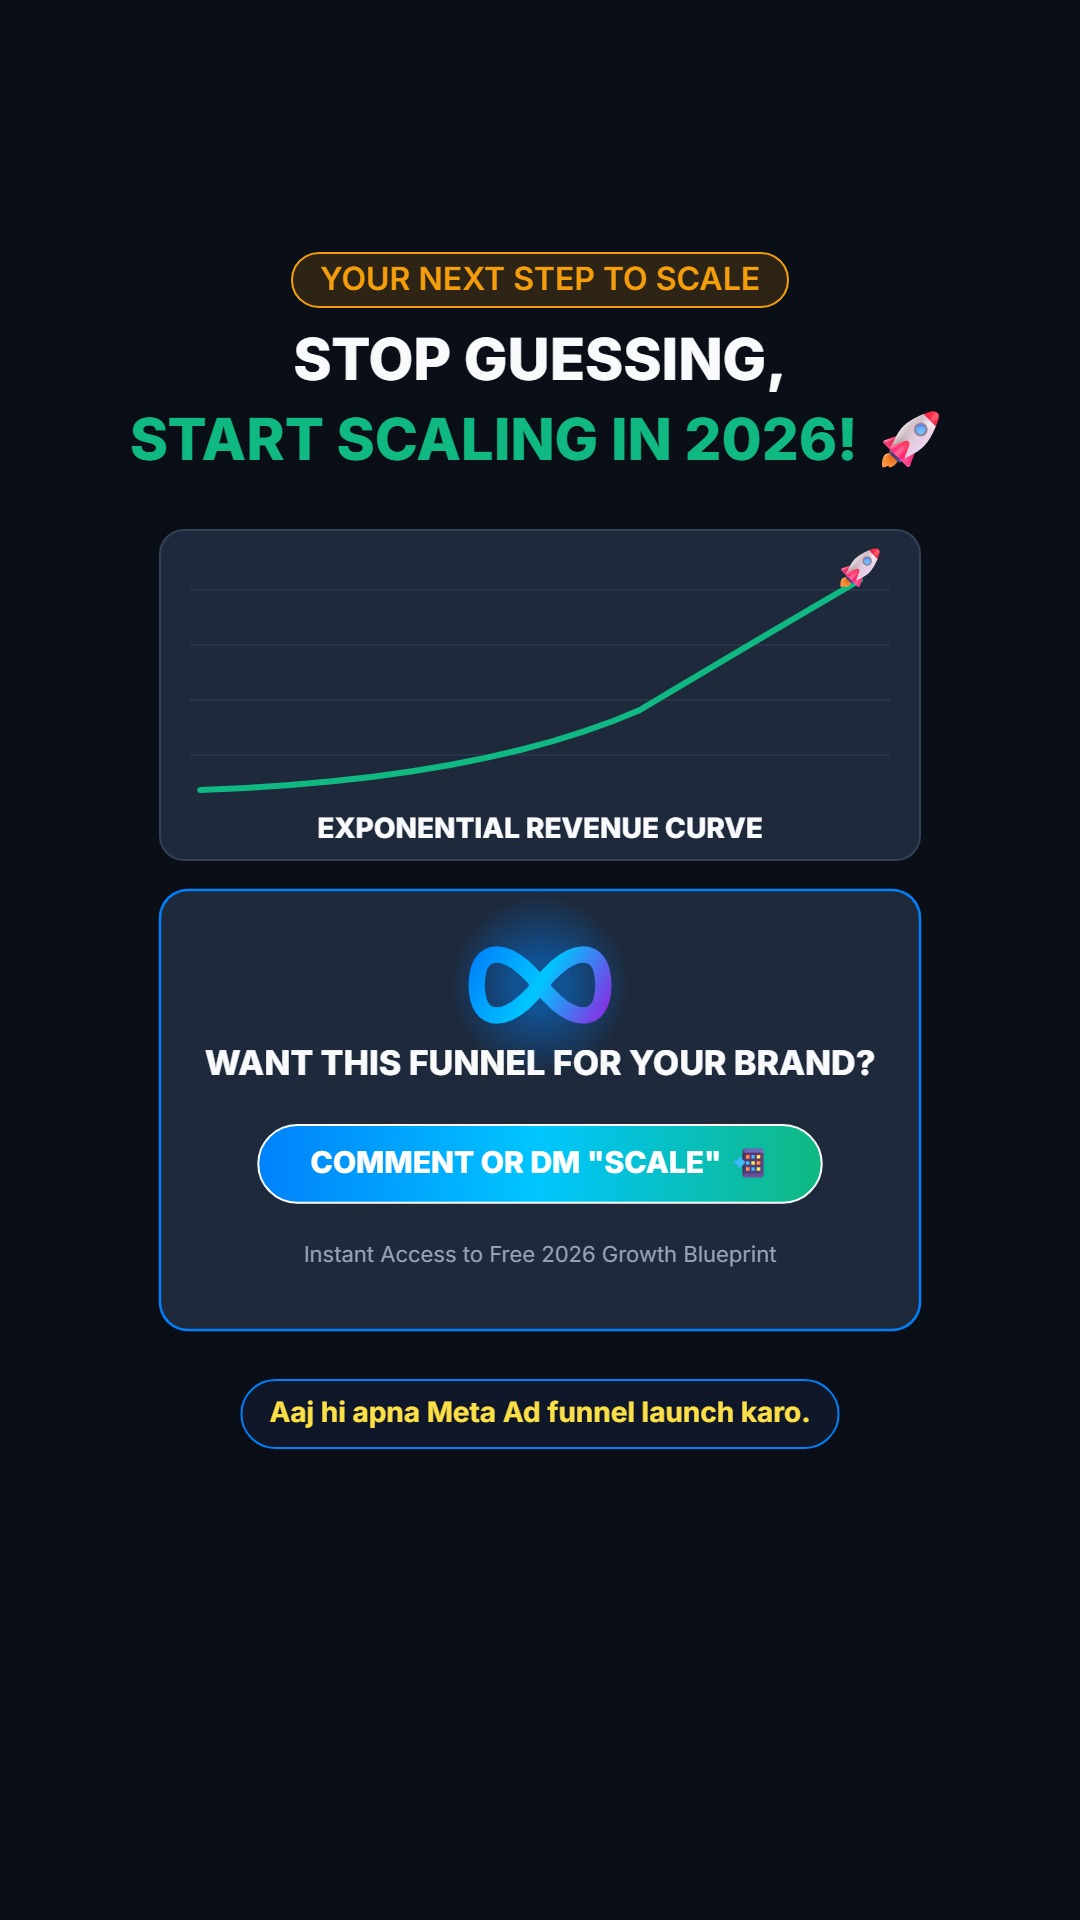 YOUR NEXT STEP TO SCALE
STOP GUESSING,
START SCALING IN 2026! 🚀
EXPONENTIAL REVENUE CURVE
WANT THIS FUNNEL FOR YOUR BRAND?
COMMENT OR DM "SCALE" 📲
Instant Access to Free 2026 Growth Blueprint
Aaj hi apna Meta Ad funnel launch karo.